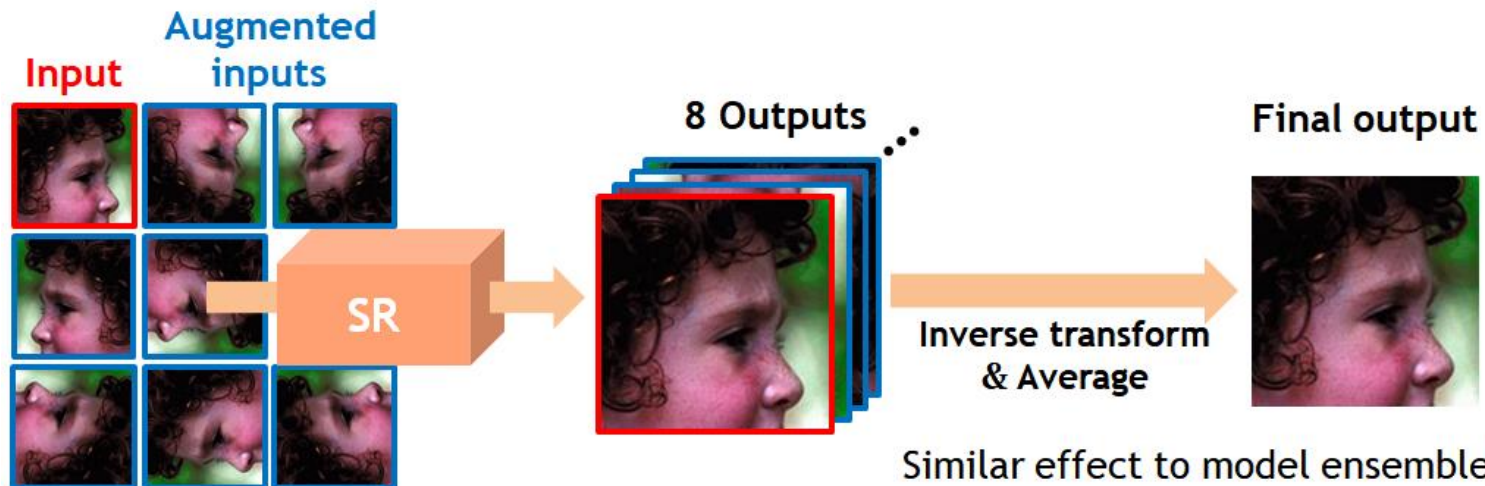 Augmented
inputs
Input
8 Outputs
Final output
SR
Inverse transform
& Average
Similar effect to model ensemble